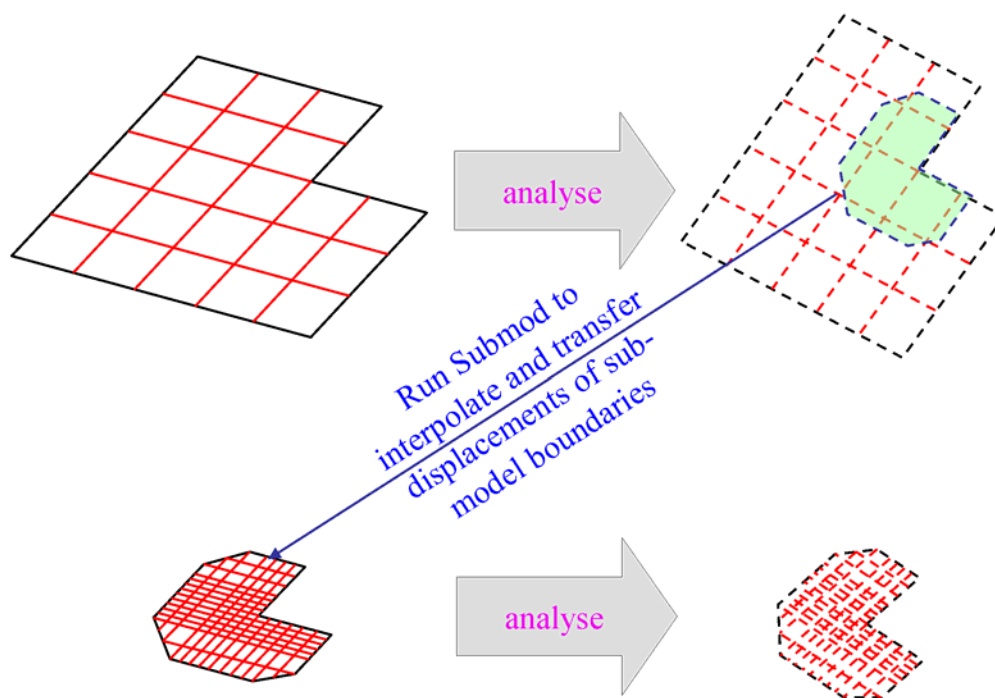 analyse
Run Submod to
interpolate and transfer
displacements of sub-
model boundaries
analyse